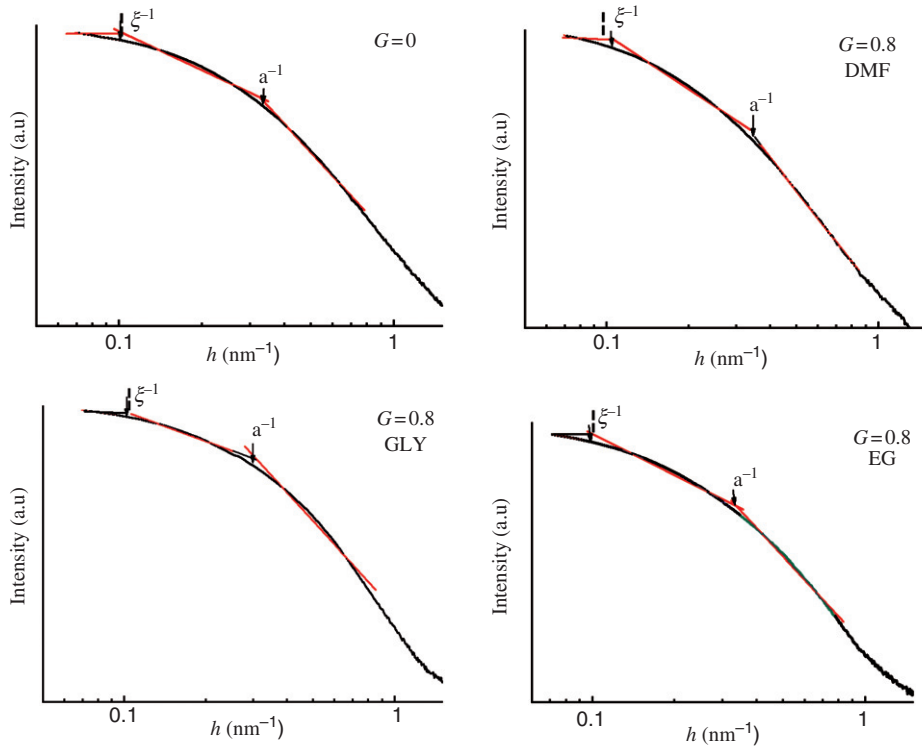 ξ⁻¹
G=0
a⁻¹
Intensity (a.u)
0.1
1
h (nm⁻¹)
ξ⁻¹
G=0.8
DMF
a⁻¹
Intensity (a.u)
0.1
1
h (nm⁻¹)
ξ⁻¹
G=0.8
GLY
a⁻¹
Intensity (a.u)
0.1
1
h (nm⁻¹)
ξ⁻¹
G=0.8
EG
a⁻¹
Intensity (a.u)
0.1
1
h (nm⁻¹)